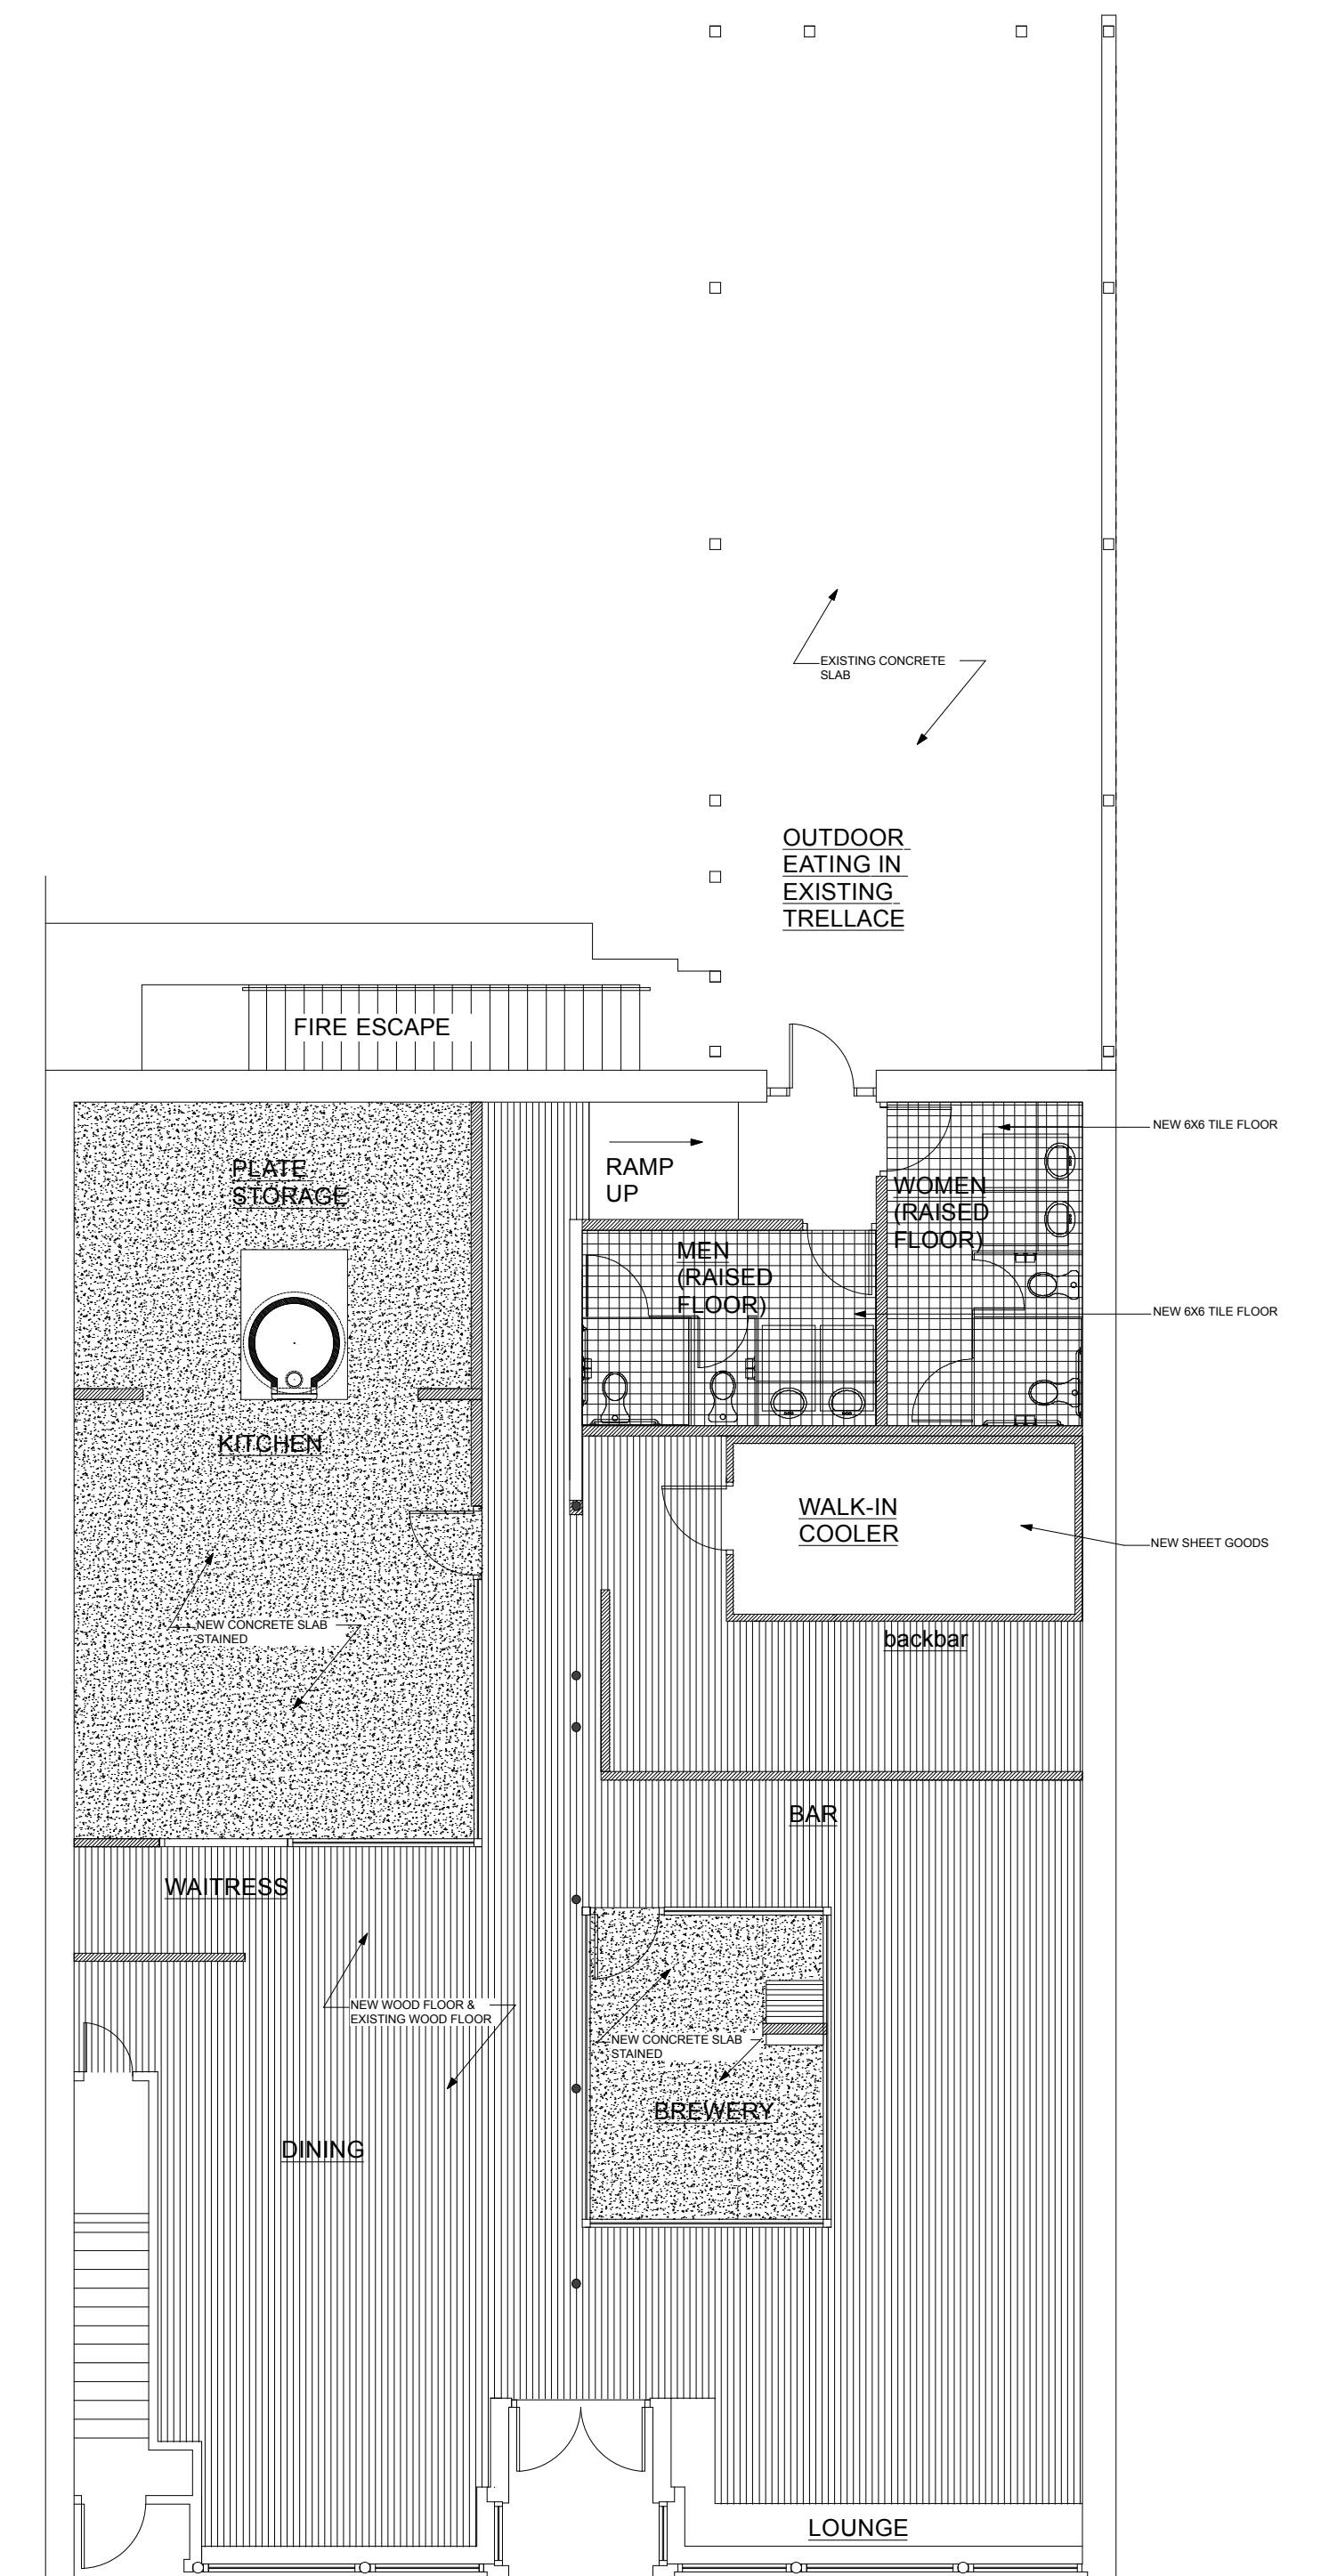 EXISTING CONCRETE
SLAB
OUTDOOR
EATING IN
EXISTING
TRELLACE
FIRE ESCAPE
PLATE
STORAGE
RAMP
UP
NEW 6X6 TILE FLOOR
WOMEN
(RAISED
FLOOR)
MEN
(RAISED
FLOOR)
NEW 6X6 TILE FLOOR
KITCHEN
WALK-IN
COOLER
NEW SHEET GOODS
NEW CONCRETE SLAB
STAINED
backbar
BAR
WAITRESS
NEW WOOD FLOOR &
EXISTING WOOD FLOOR
NEW CONCRETE SLAB
STAINED
BREWERY
DINING
LOUNGE